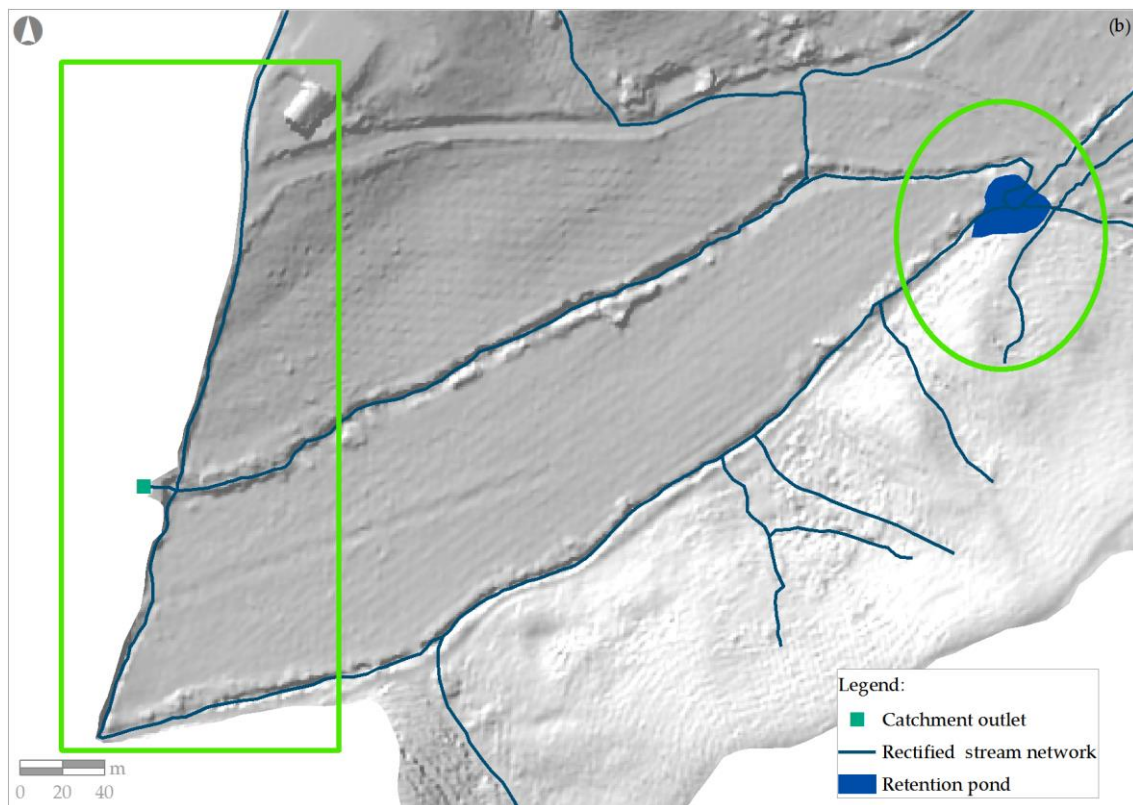 (b)
Legend:
Catchment outlet
Rectified stream network
Retention pond
m
0 20 40